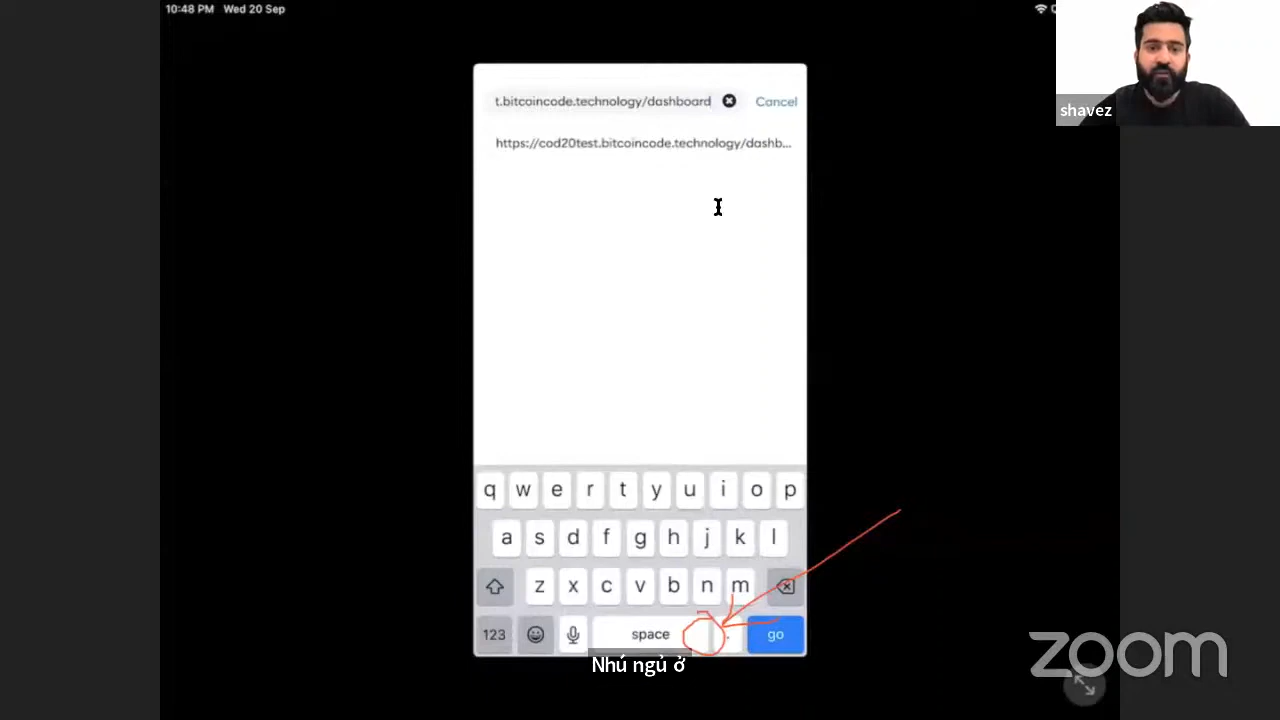 10:48 PM Wed 20 Sep
shavez
t.bitcoincode.technology/dashboard
Cancel
https://cod20test.bitcoincode.technology/dashb...
q w e r t y u i o p
a s d f g h j k l
z x c v b n m
123 space . go
Nhú ngủ ở
zoom